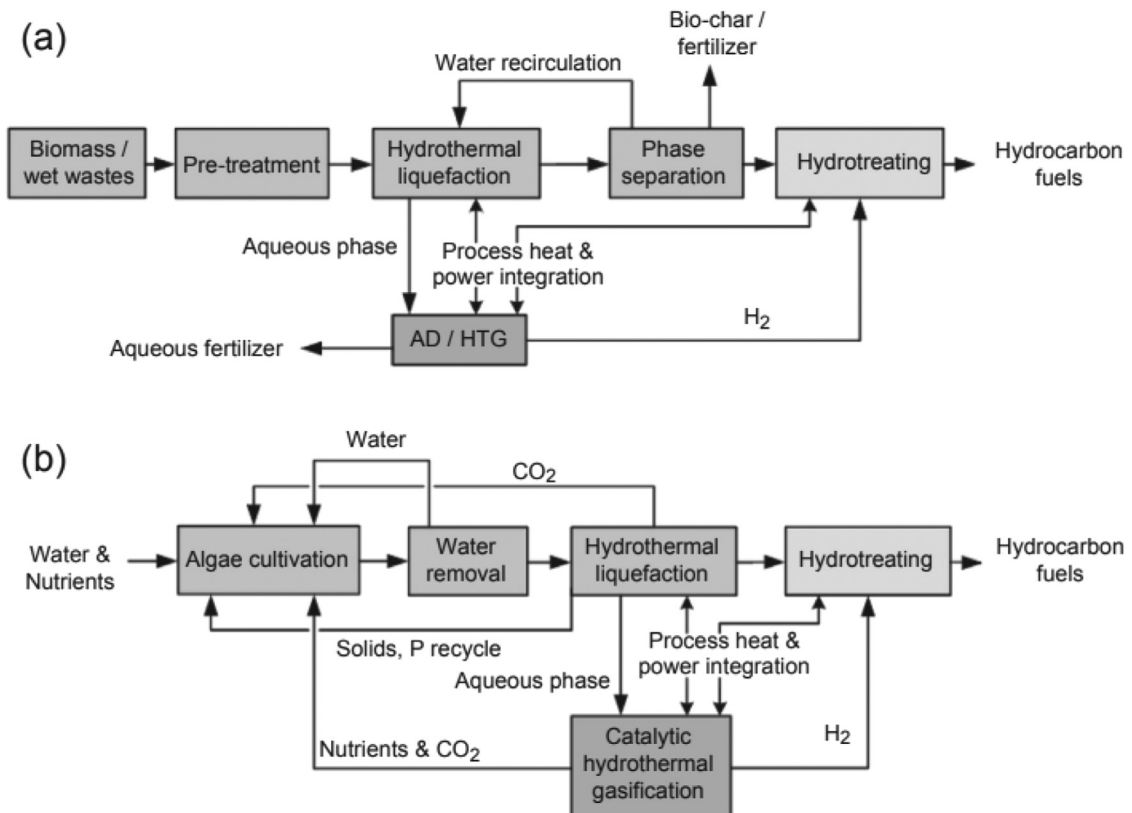 (a)
Bio-char /
fertilizer
Water recirculation
Biomass /
wet wastes
Pre-treatment
Hydrothermal
liquefaction
Phase
separation
Hydrotreating
Hydrocarbon
fuels
Aqueous phase
Process heat &
power integration
H2
AD / HTG
Aqueous fertilizer
(b)
Water
CO2
Water &
Nutrients
Algae cultivation
Water
removal
Hydrothermal
liquefaction
Hydrotreating
Hydrocarbon
fuels
Solids, P recycle
Process heat &
power integration
Aqueous phase
Nutrients & CO2
Catalytic
hydrothermal
gasification
H2